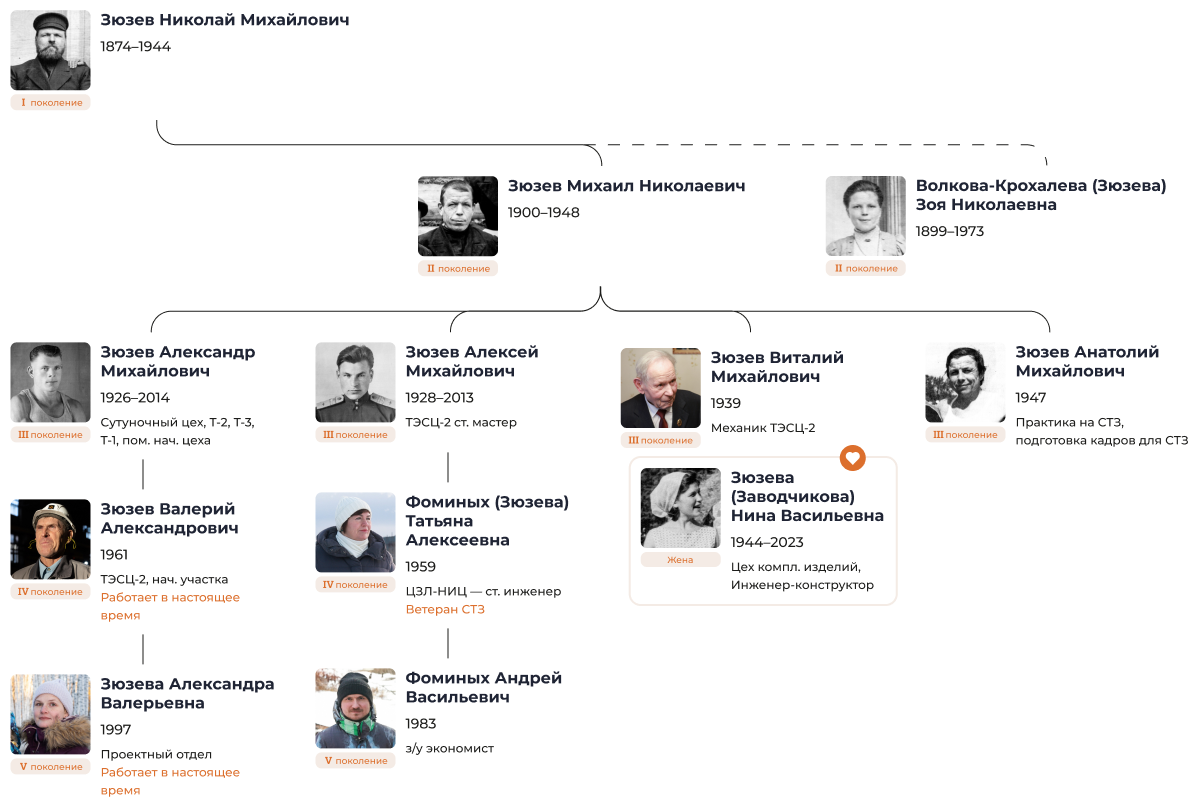 Зюзев Николай Михайлович
1874–1944
I поколение
Зюзев Михаил Николаевич
1900–1948
II поколение
Волкова-Крохалева (Зюзева)
Зоя Николаевна
1899–1973
II поколение
Зюзев Александр
Михайлович
1926–2014
Сутуночный цех, Т-2, Т-3,
Т-1, пом. нач. цеха
III поколение
Зюзев Алексей
Михайлович
1928–2013
ТЭСЦ-2 ст. мастер
III поколение
Зюзев Виталий
Михайлович
1939
Механик ТЭСЦ-2
III поколение
Зюзев Анатолий
Михайлович
1947
Практика на СТЗ,
подготовка кадров для СТЗ
III поколение
Зюзева
(Заводчикова)
Нина Васильевна
1944–2023
Цех компл. изделий,
Инженер-конструктор
Жена
Зюзев Валерий
Александрович
1961
ТЭСЦ-2, нач. участка
Работает в настоящее
время
IV поколение
Фоминых (Зюзева)
Татьяна
Алексеевна
1959
ЦЗЛ-НИЦ — ст. инженер
Ветеран СТЗ
IV поколение
Зюзева Александра
Валерьевна
1997
Проектный отдел
Работает в настоящее
время
V поколение
Фоминых Андрей
Васильевич
1983
з/у экономист
V поколение